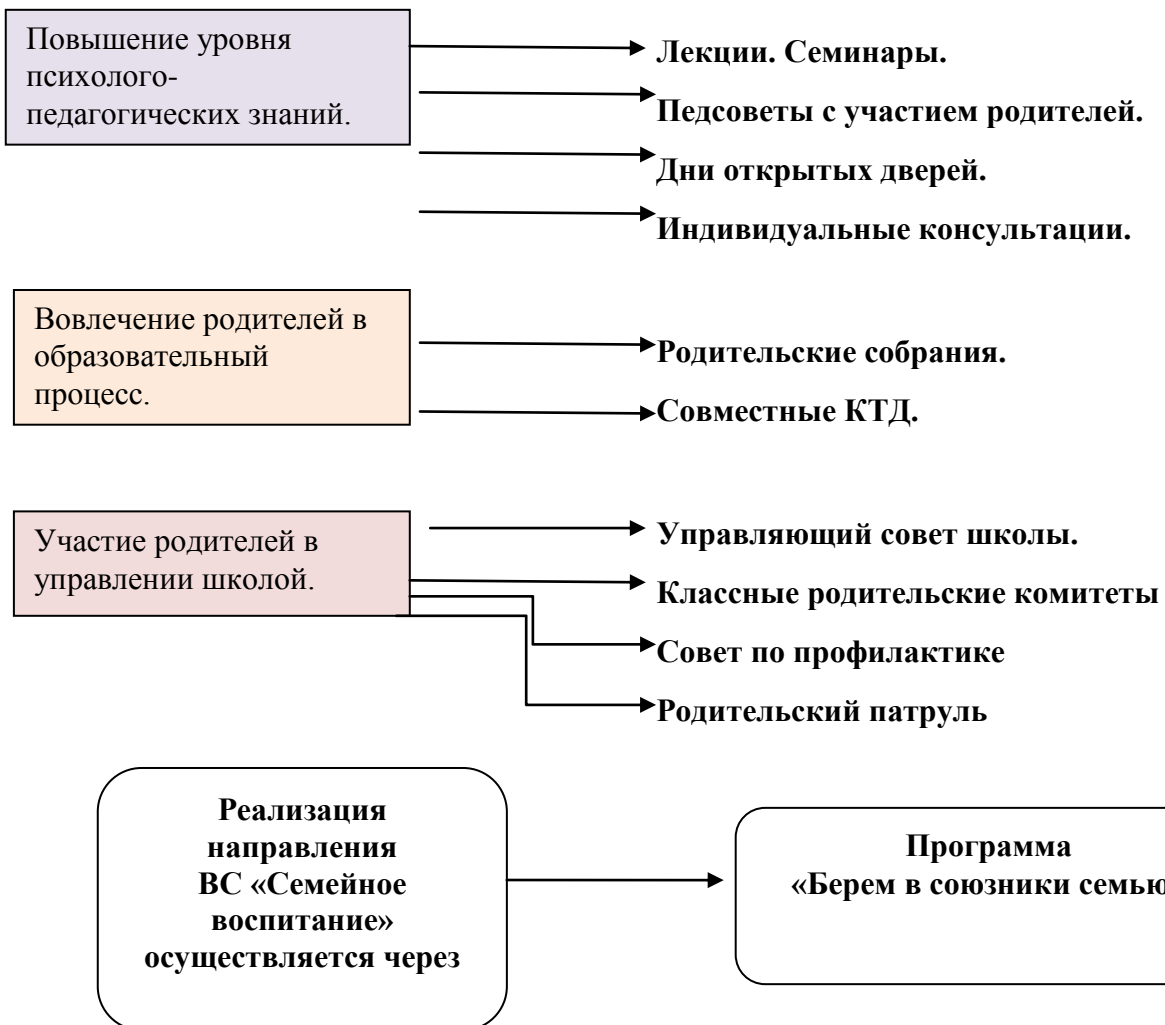 Повышение уровня
психолого-
педагогических знаний.
Лекции. Семинары.
Педсоветы с участием родителей.
Дни открытых дверей.
Индивидуальные консультации.
Вовлечение родителей в
образовательный
процесс.
Родительские собрания.
Совместные КТД.
Участие родителей в
управлении школой.
Управляющий совет школы.
Классные родительские комитеты
Совет по профилактике
Родительский патруль
Реализация
направления
ВС «Семейное
воспитание»
осуществляется через
Программа
«Берем в союзники семью